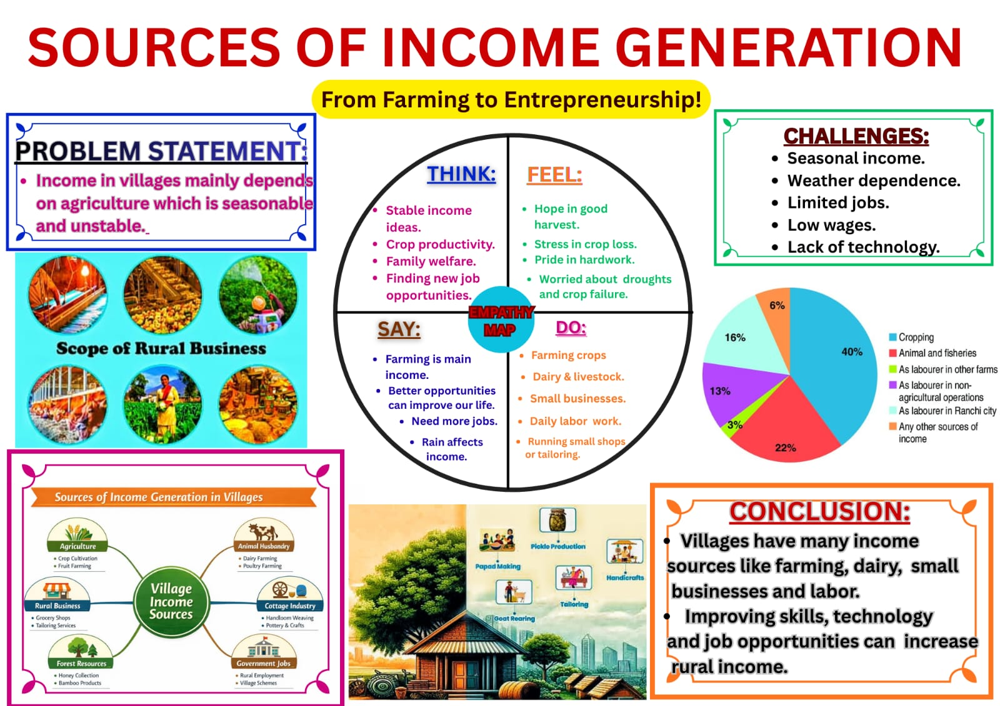 SOURCES OF INCOME GENERATION
From Farming to Entrepreneurship!
PROBLEM STATEMENT:
• Income in villages mainly depends
on agriculture which is seasonable
and unstable.
Scope of Rural Business
THINK:
• Stable income
ideas.
• Crop productivity.
• Family welfare.
• Finding new job
opportunities.
FEEL:
• Hope in good
harvest.
• Stress in crop loss.
• Pride in hardwork.
• Worried about droughts
and crop failure.
EMPATHY
MAP
SAY:
• Farming is main
income.
• Better opportunities
can improve our life.
• Need more jobs.
• Rain affects
income.
DO:
• Farming crops
• Dairy & livestock.
• Small businesses.
• Daily labor work.
• Running small shops
or tailoring.
CHALLENGES:
• Seasonal income.
• Weather dependence.
• Limited jobs.
• Low wages.
• Lack of technology.
6%
16%
40%
13%
3%
22%
Cropping
Animal and fisheries
As labourer in other farms
As labourer in non-
agricultural operations
As labourer in Ranchi city
Any other sources of
income
Sources of Income Generation in Villages
Agriculture
• Crop Cultivation
• Fruit Farming
Animal Husbandry
• Dairy Farming
• Poultry Farming
Village
Income
Sources
Rural Business
• Grocery Shops
• Tailoring Services
Cottage Industry
• Handloom Weaving
• Pottery & Crafts
Forest Resources
• Honey Collection
• Bamboo Products
Government Jobs
• Rural Employment
• Village Schemes
Pickle Production
Papad Making
Handicrafts
Tailoring
Goat Rearing
CONCLUSION:
• Villages have many income
sources like farming, dairy, small
businesses and labor.
• Improving skills, technology
and job opportunities can increase
rural income.